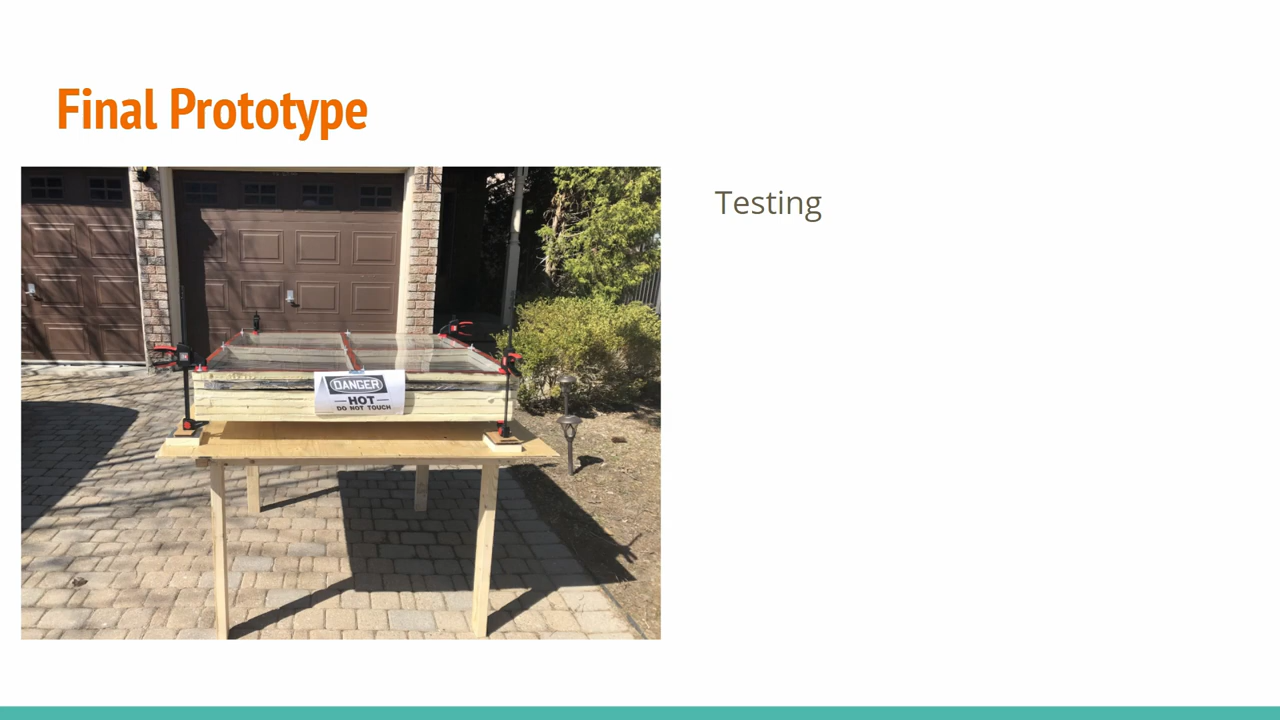 Final Prototype
Testing
DANGER
HOT
DO NOT TOUCH